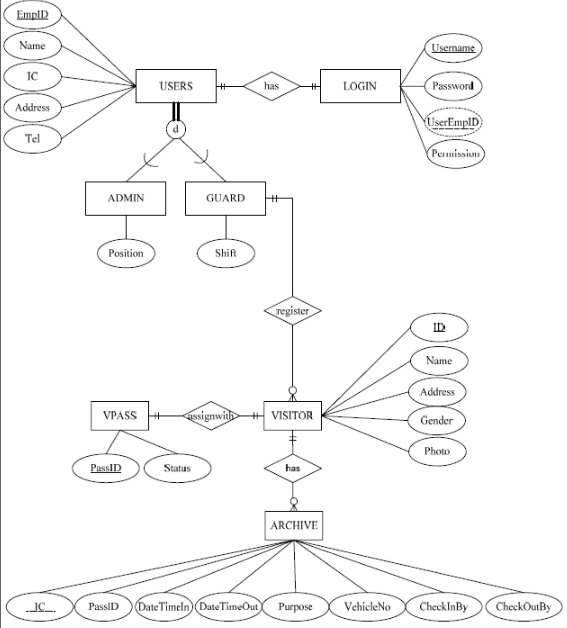 EmpID
Name
IC
Address
Tel
USERS
has
LOGIN
Username
Password
UserEmpID
Permission
d
ADMIN
GUARD
Position
Shift
register
ID
Name
Address
Gender
Photo
VPASS
assignwith
VISITOR
PassID
Status
has
ARCHIVE
IC
PassID
DateTimeIn
DateTimeOut
Purpose
VehicleNo
CheckInBy
CheckOutBy